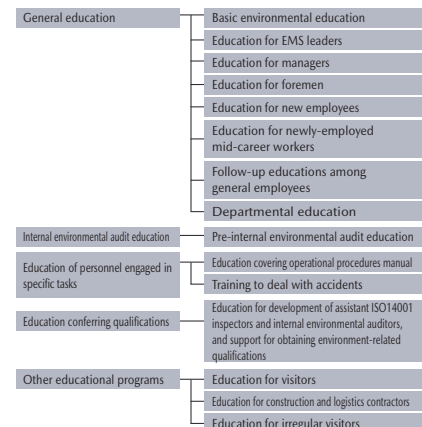 General education
Basic environmental education
Education for EMS leaders
Education for managers
Education for foremen
Education for new employees
Education for newly-employed
mid-career workers
Follow-up educations among
general employees
Departmental education
Internal environmental audit education
Pre-internal environmental audit education
Education of personnel engaged in
specific tasks
Education covering operational procedures manual
Training to deal with accidents
Education conferring qualifications
Education for development of assistant ISO14001
inspectors and internal environmental auditors,
and support for obtaining environment-related
qualifications
Other educational programs
Education for visitors
Education for construction and logistics contractors
Education for irregular visitors